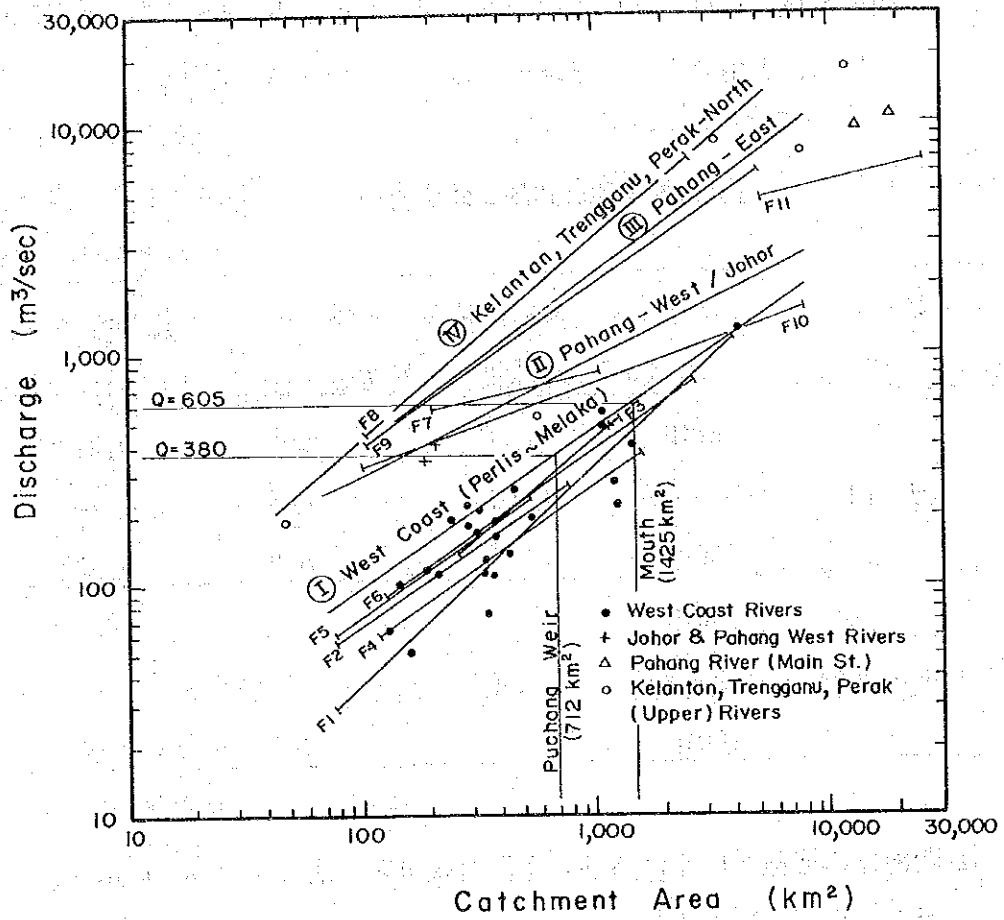 30,000
10,000
1,000
100
10
Discharge (m³/sec)
10
100
1,000
10,000
30,000
Catchment Area (km²)
Ⅳ Kelantan, Trengganu, Perak-North
Ⅲ Pahang-East
Ⅱ Pahang-West / Johor
Ⅰ West Coast (Perlis~Melaka)
F11
F10
Q=605
Q=380
F8
F9
F7
F3
F6
F5
F2
F4
F1
Puchang Weir
(712 km²)
Mouth
(1425 km²)
• West Coast Rivers
+ Johor & Pahang West Rivers
△ Pahang River (Main St.)
○ Kelantan, Trengganu, Perak
(Upper) Rivers